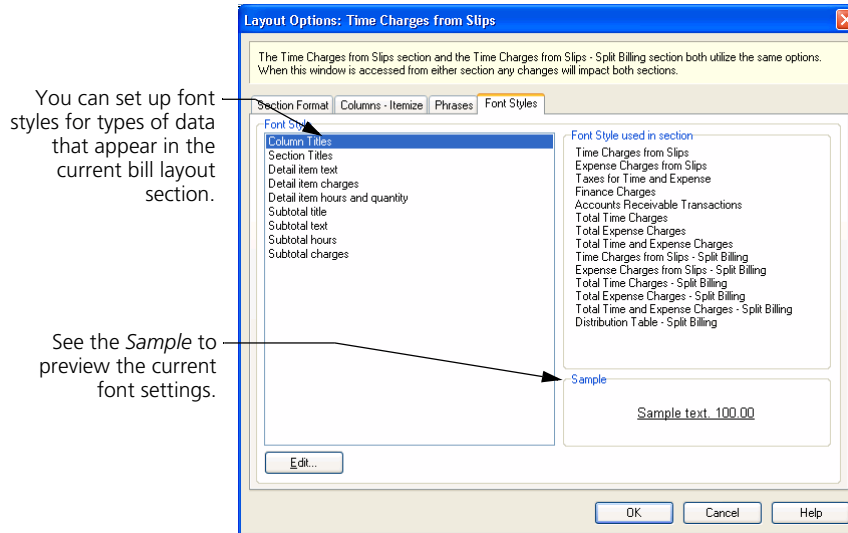 Layout Options: Time Charges from Slips
The Time Charges from Slips section and the Time Charges from Slips - Split Billing section both utilize the same options.
When this window is accessed from either section any changes will impact both sections.
You can set up font
styles for types of data
that appear in the
current bill layout
section.
Section Format
Columns - Itemize
Phrases
Font Styles
Column Titles
Section Titles
Detail item text
Detail item charges
Detail item hours and quantity
Subtotal title
Subtotal text
Subtotal hours
Subtotal charges
Font Style used in section
Time Charges from Slips
Expense Charges from Slips
Taxes for Time and Expense
Finance Charges
Accounts Receivable Transactions
Total Time Charges
Total Expense Charges
Total Time and Expense Charges
Time Charges from Slips - Split Billing
Expense Charges from Slips - Split Billing
Total Time Charges - Split Billing
Total Expense Charges - Split Billing
Total Time and Expense Charges - Split Billing
Distribution Table - Split Billing
See the Sample to
preview the current
font settings.
Sample
Sample text. 100.00
Edit...
OK
Cancel
Help